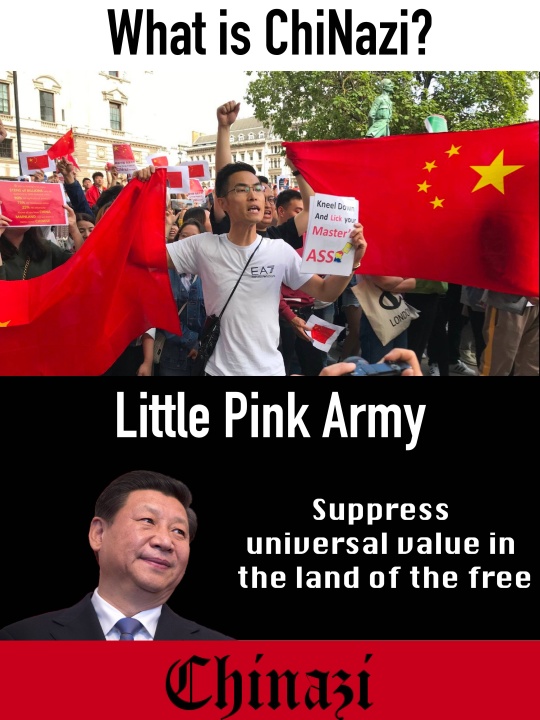 What is ChiNazi?
Kneel Down
And Lick your
Master'
ASS
EA7
LONDO
Little Pink Army
Suppress
universal value in
the land of the free
Chinazi